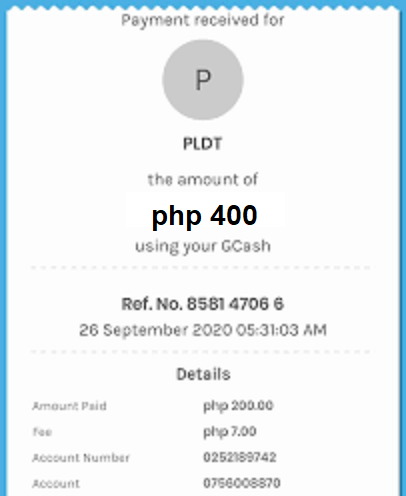 Payment received for
P
PLDT
the amount of
php 400
using your GCash
Ref. No. 8581 4706 6
26 September 2020 05:31:03 AM
Details
Amount Paid php 200.00
Fee php 7.00
Account Number 0252189742
Account 0756008870